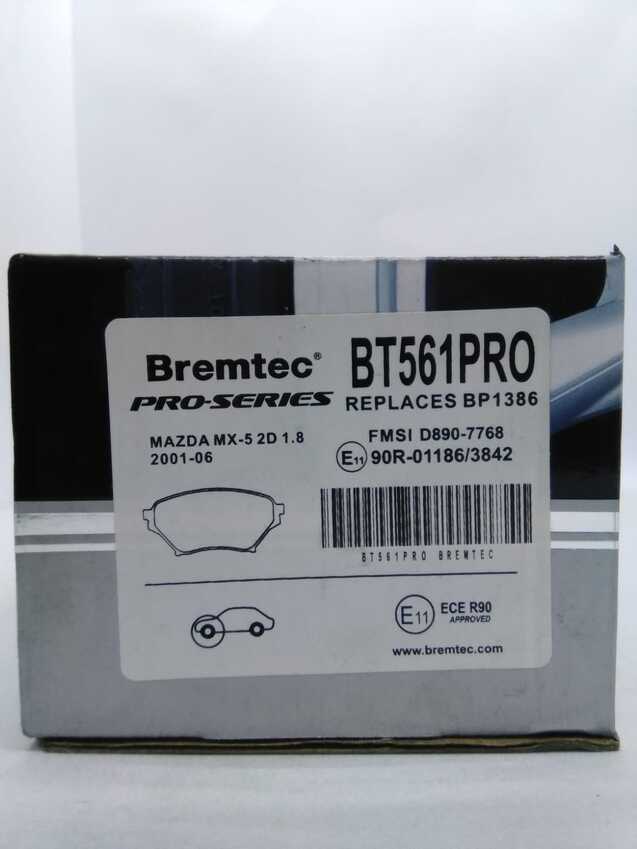 Bremtec®
PRO-SERIES
BT561PRO
REPLACES BP1386
MAZDA MX-5 2D 1.8
2001-06
FMSI D890-7768
E11 90R-01186/3842
BT561PRO BREMTEC
E11
ECE R90
APPROVED
www.bremtec.com